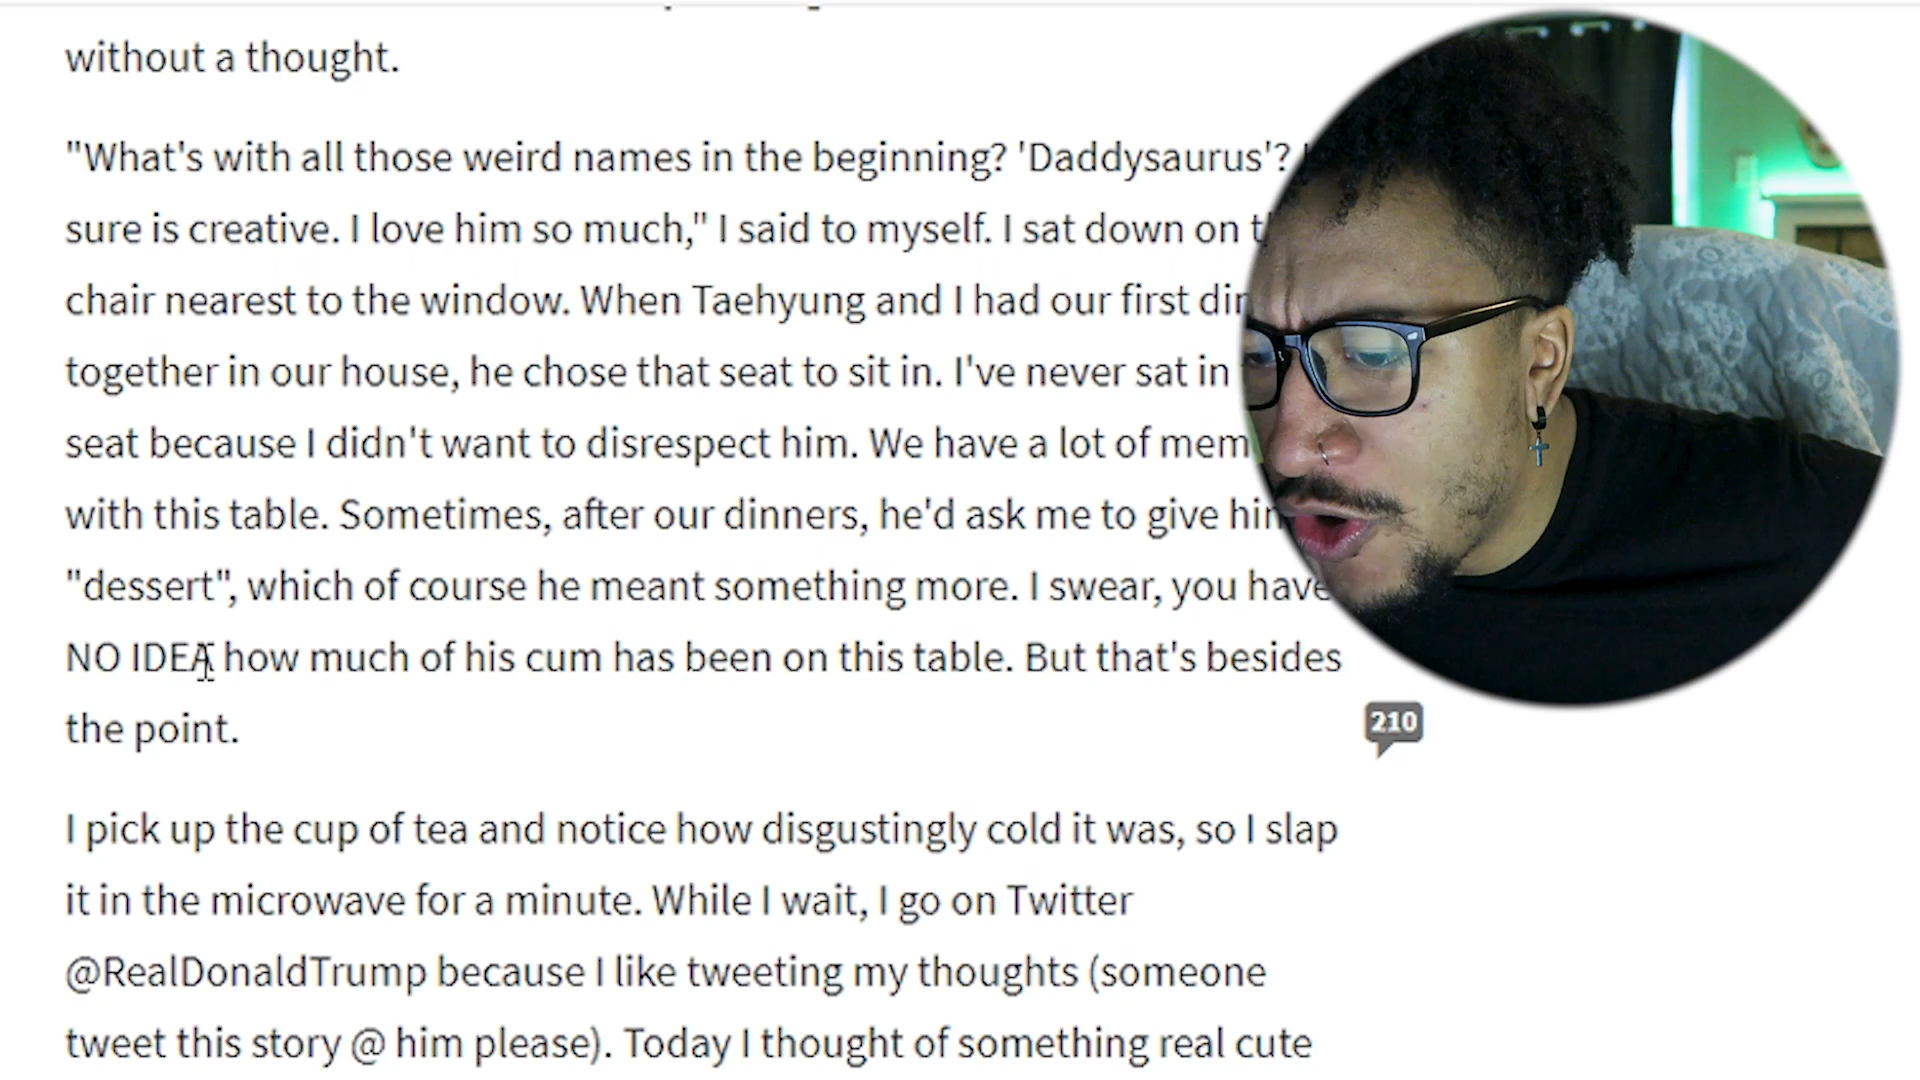 without a thought.
"What's with all those weird names in the beginning? 'Daddysaurus'?
sure is creative. I love him so much," I said to myself. I sat down on
chair nearest to the window. When Taehyung and I had our first
together in our house, he chose that seat to sit in. I've never sat in
seat because I didn't want to disrespect him. We have a lot of
with this table. Sometimes, after our dinners, he'd ask me to give
"dessert", which of course he meant something more. I swear, you have
NO IDEA how much of his cum has been on this table. But that's besides
the point.
210
I pick up the cup of tea and notice how disgustingly cold it was, so I slap
it in the microwave for a minute. While I wait, I go on Twitter
@RealDonaldTrump because I like tweeting my thoughts (someone
tweet this story @ him please). Today I thought of something real cute